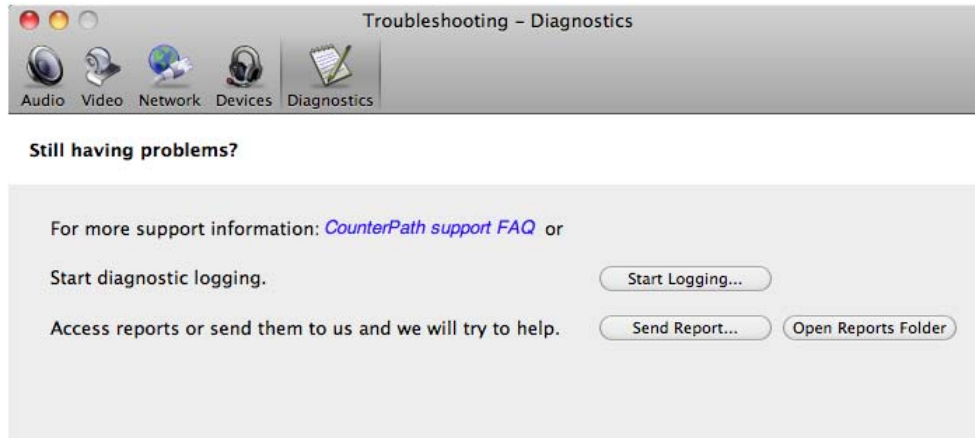 Troubleshooting – Diagnostics
Audio Video Network Devices Diagnostics
Still having problems?
For more support information: CounterPath support FAQ or
Start diagnostic logging. Start Logging...
Access reports or send them to us and we will try to help. Send Report... Open Reports Folder